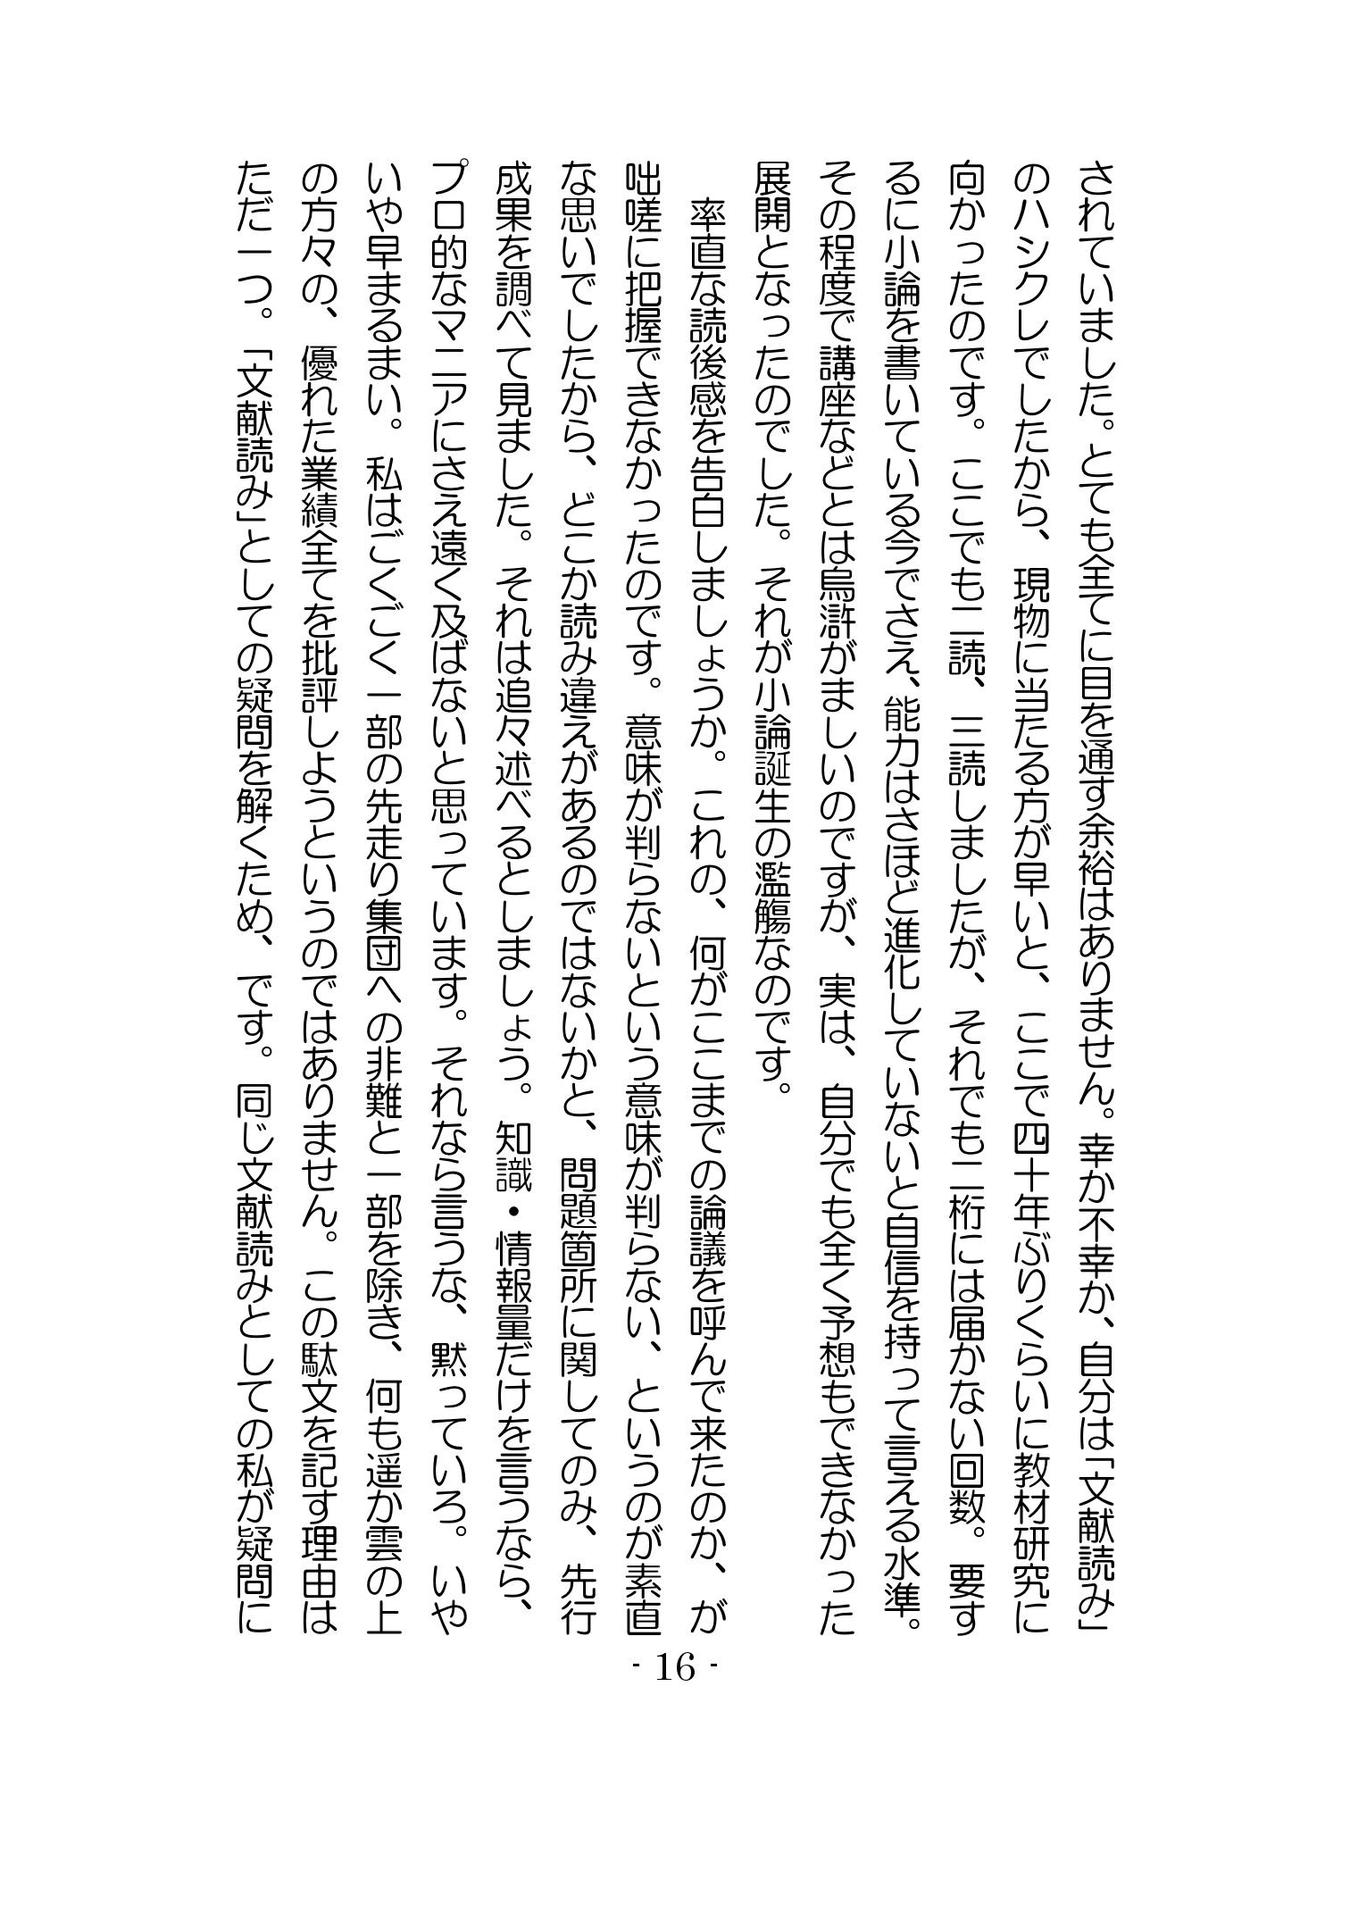 されていました。とても全てに目を通す余裕はありません。幸か不幸か、自分は「文献読み」
のハシクレでしたから、現物に当たる方が早いと、ここで四十年ぶりくらいに教材研究に
向かったのです。ここでも二読、三読しましたが、それでも二桁には届かない回数。要す
るに小論を書いている今でさえ、能力はさほど進化していないと自信を持って言える水準。
その程度で講座などとは烏滸がましいのですが、実は、自分でも全く予想もできなかった
展開となったのでした。それが小論誕生の濫觴なのです。
率直な読後感を告白しましょうか。これの、何がここまでの論議を呼んで来たのか、が
咄嗟に把握できなかったのです。意味が判らないという意味が判らない、というのが素直
な思いでしたから、どこか読み違えがあるのではないかと、問題箇所に関してのみ、先行
成果を調べて見ました。それは追々述べるとしましょう。知識・情報量だけを言うなら、
プロ的なマニアにさえ遠く及ばないと思っています。それなら言うな、黙っていろ。いや
いや早まるまい。私はごくごく一部の先走り集団への非難と一部を除き、何も遥か雲の上
の方々の、優れた業績全てを批評しようというのではありません。この駄文を記す理由は
ただ一つ。「文献読み」としての疑問を解くため、です。同じ文献読みとしての私が疑問に
- 16 -